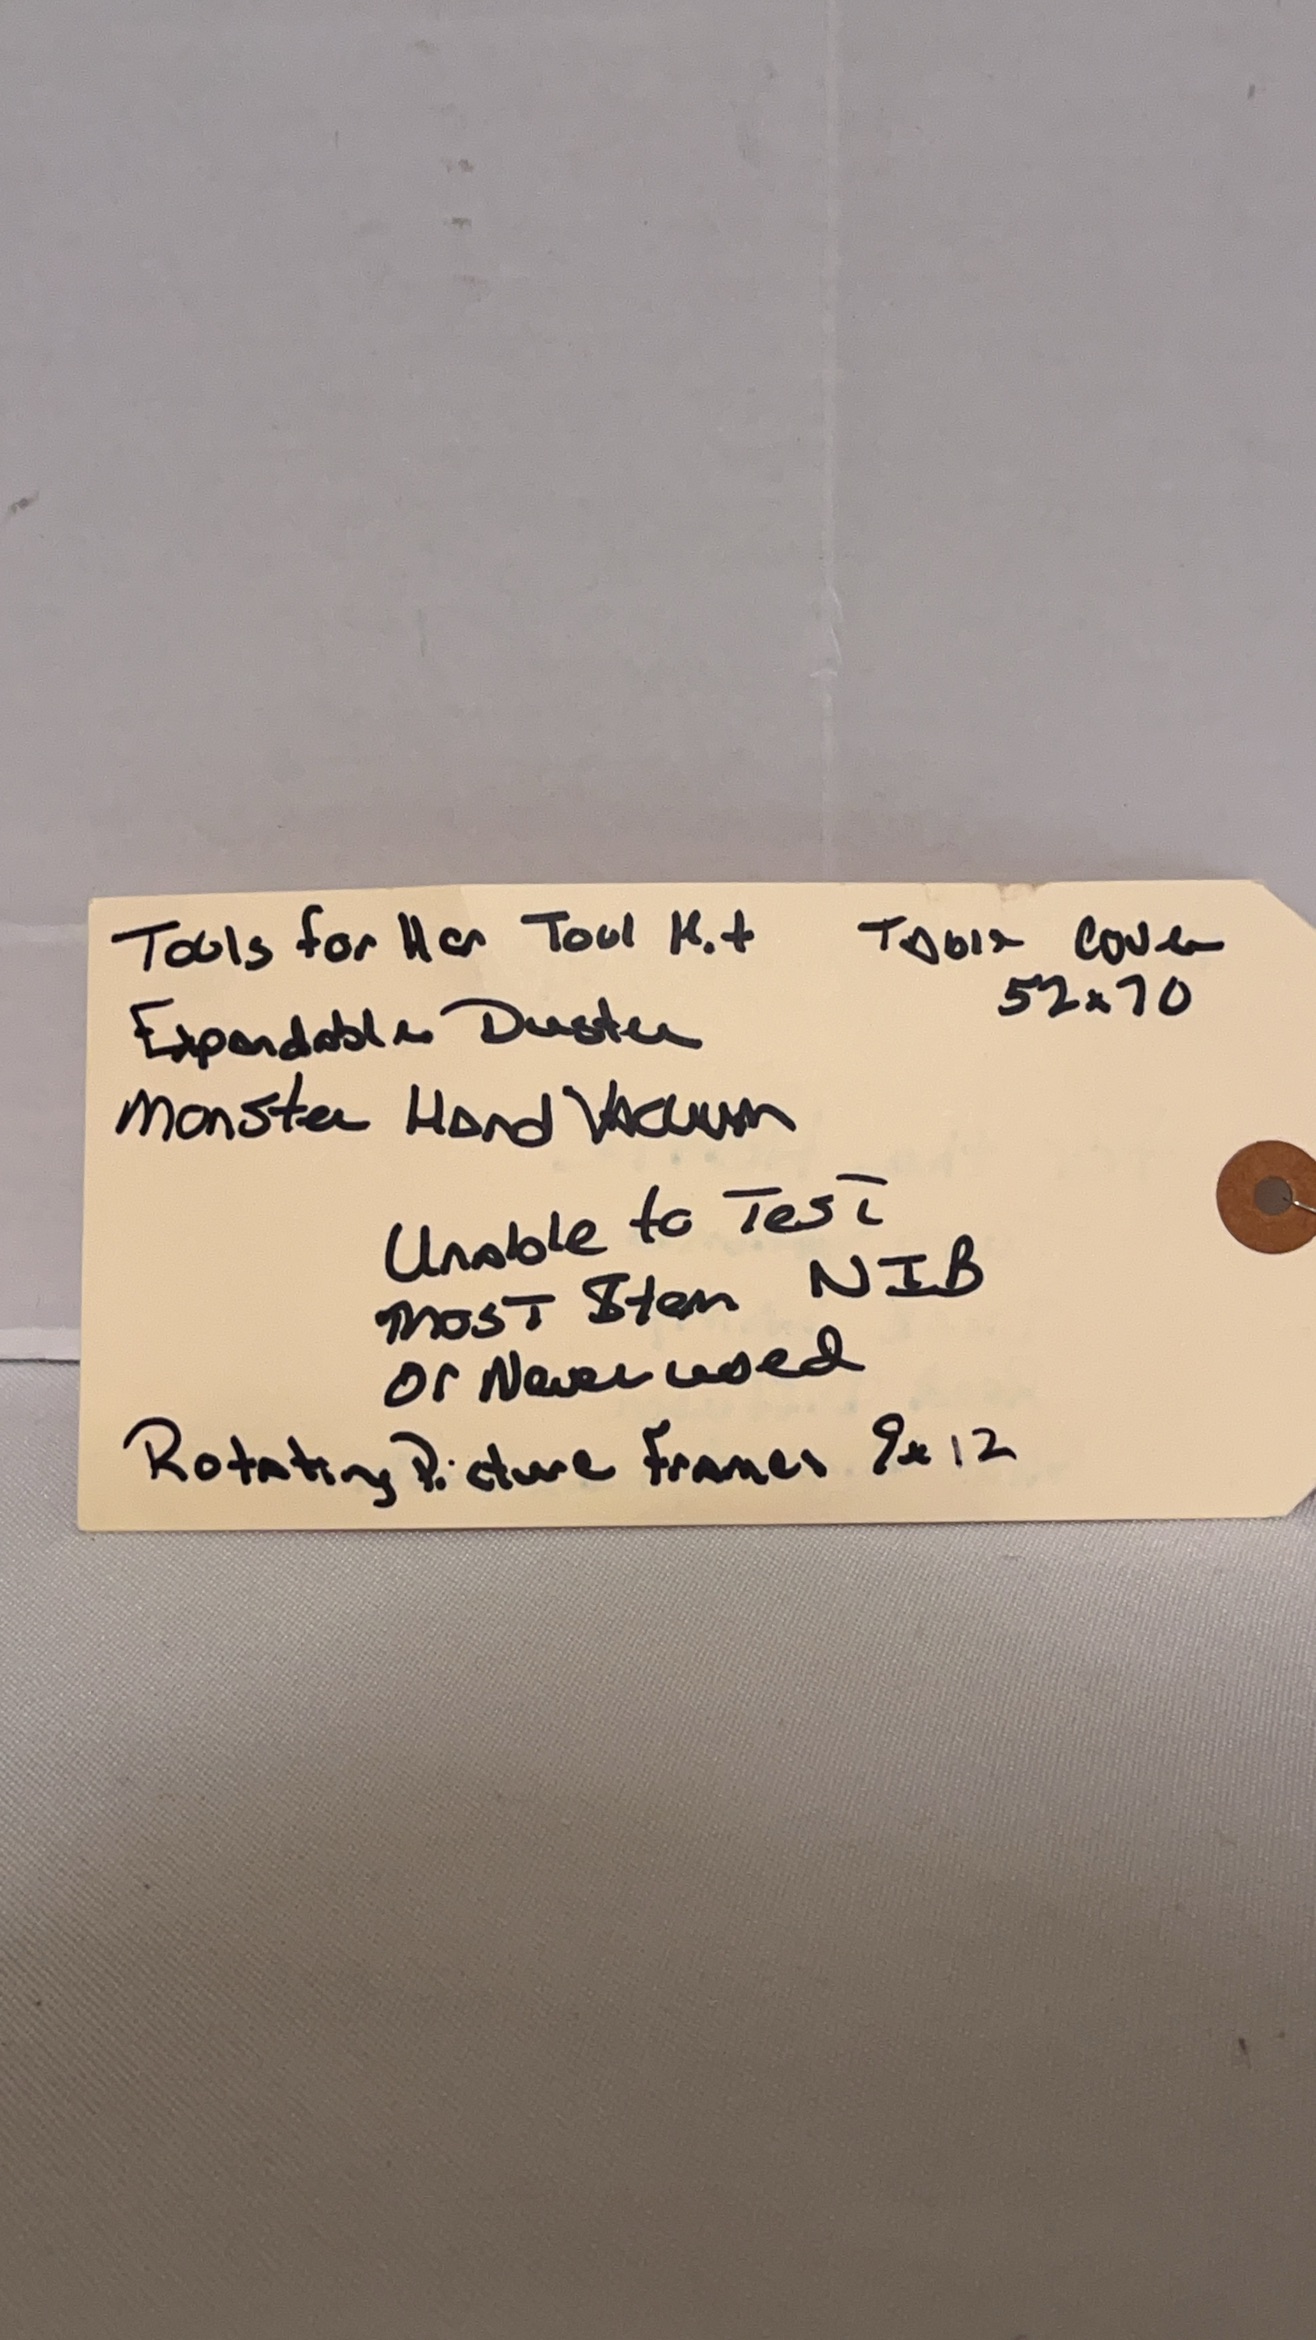 Tools for Her Tool Kit
Table Cover
52x70
Expandable Duster
Monster Hand Vacuum
Unable to Test
Most Item NIB
or Never used
Rotating Picture Frames 9x12